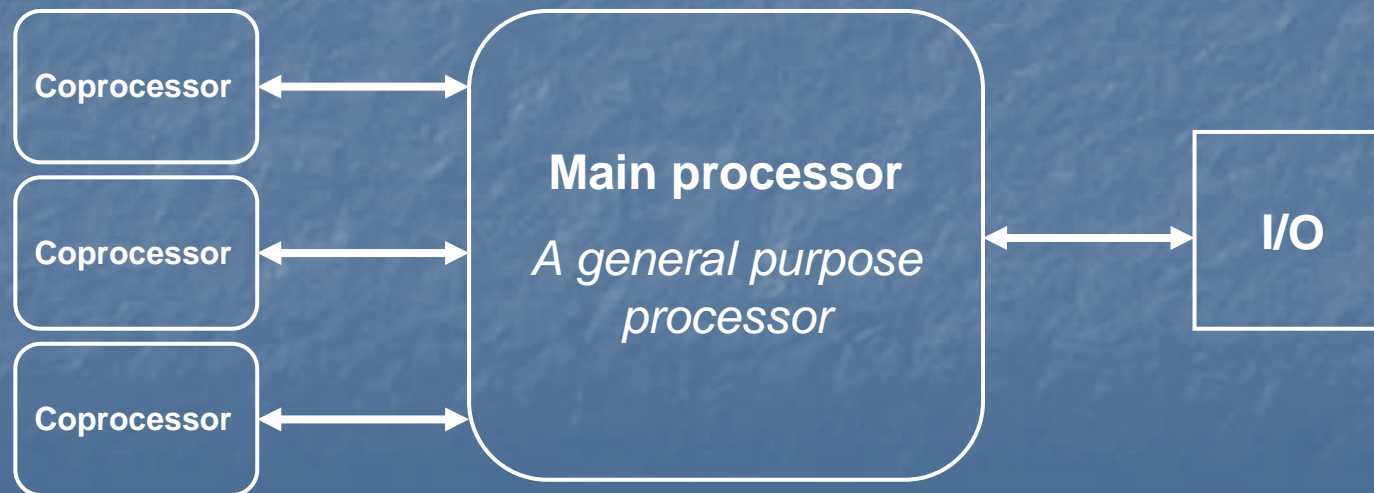 Coprocessor
Coprocessor
Coprocessor
Main processor
A general purpose
processor
I/O